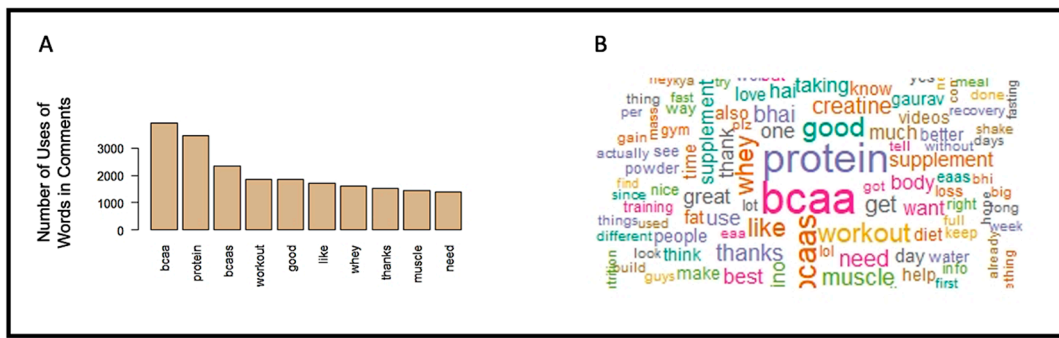 A
B
Number of Uses of
Words in Comments
3000
2000
1000
0
bcaa
protein
bcaas
workout
good
like
whey
thanks
muscle
need
try
love
hai
taking
know
meal
thing
fast
creatine
gaurav
done
fasting
per
way
supplement
also
bhai
videos
recovery
mass
plz
one
good
much
better
shake
gain
gym
thank
tell
without
days
actually
see
time
whey
protein
supplement
powder
find
nice
great
got
body
eaas
bhi
since
loss
big
training
lot
bcaa
get
want
right
things
used
fat
use
like
full
week
different
people
eaa
bcaas
workout
diet
keep
already
look
think
thanks
lol
need
day
water
build
guys
make
best
muscle
help
info
first